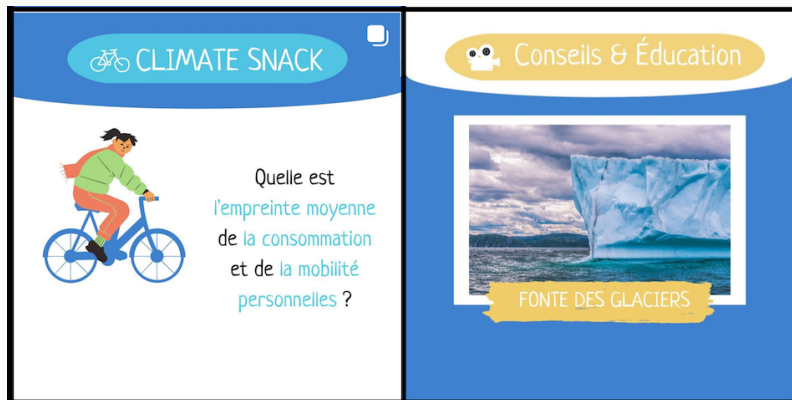 CLIMATE SNACK
Quelle est
l'empreinte moyenne
de la consommation
et de la mobilité
personnelles ?
Conseils & Éducation
FONTE DES GLACIERS